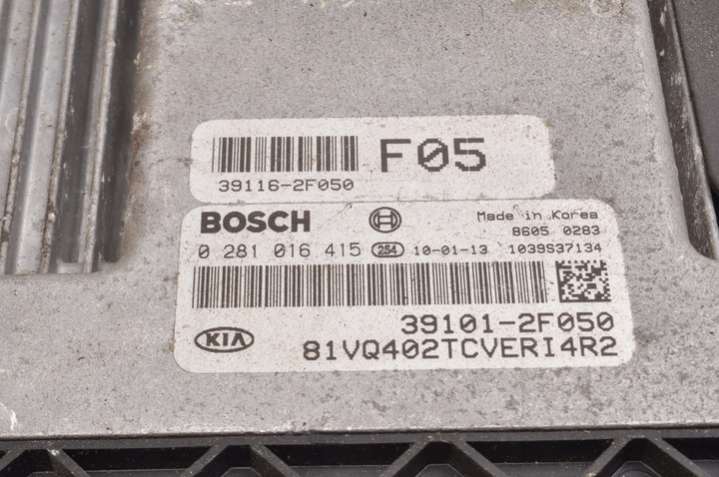 F05
39116-2F050
BOSCH Made in Korea
8605 0283
0 281 016 415 254 10-01-13 1039S37134
39101-2F050
KIA 81VQ402TCVERI4R2